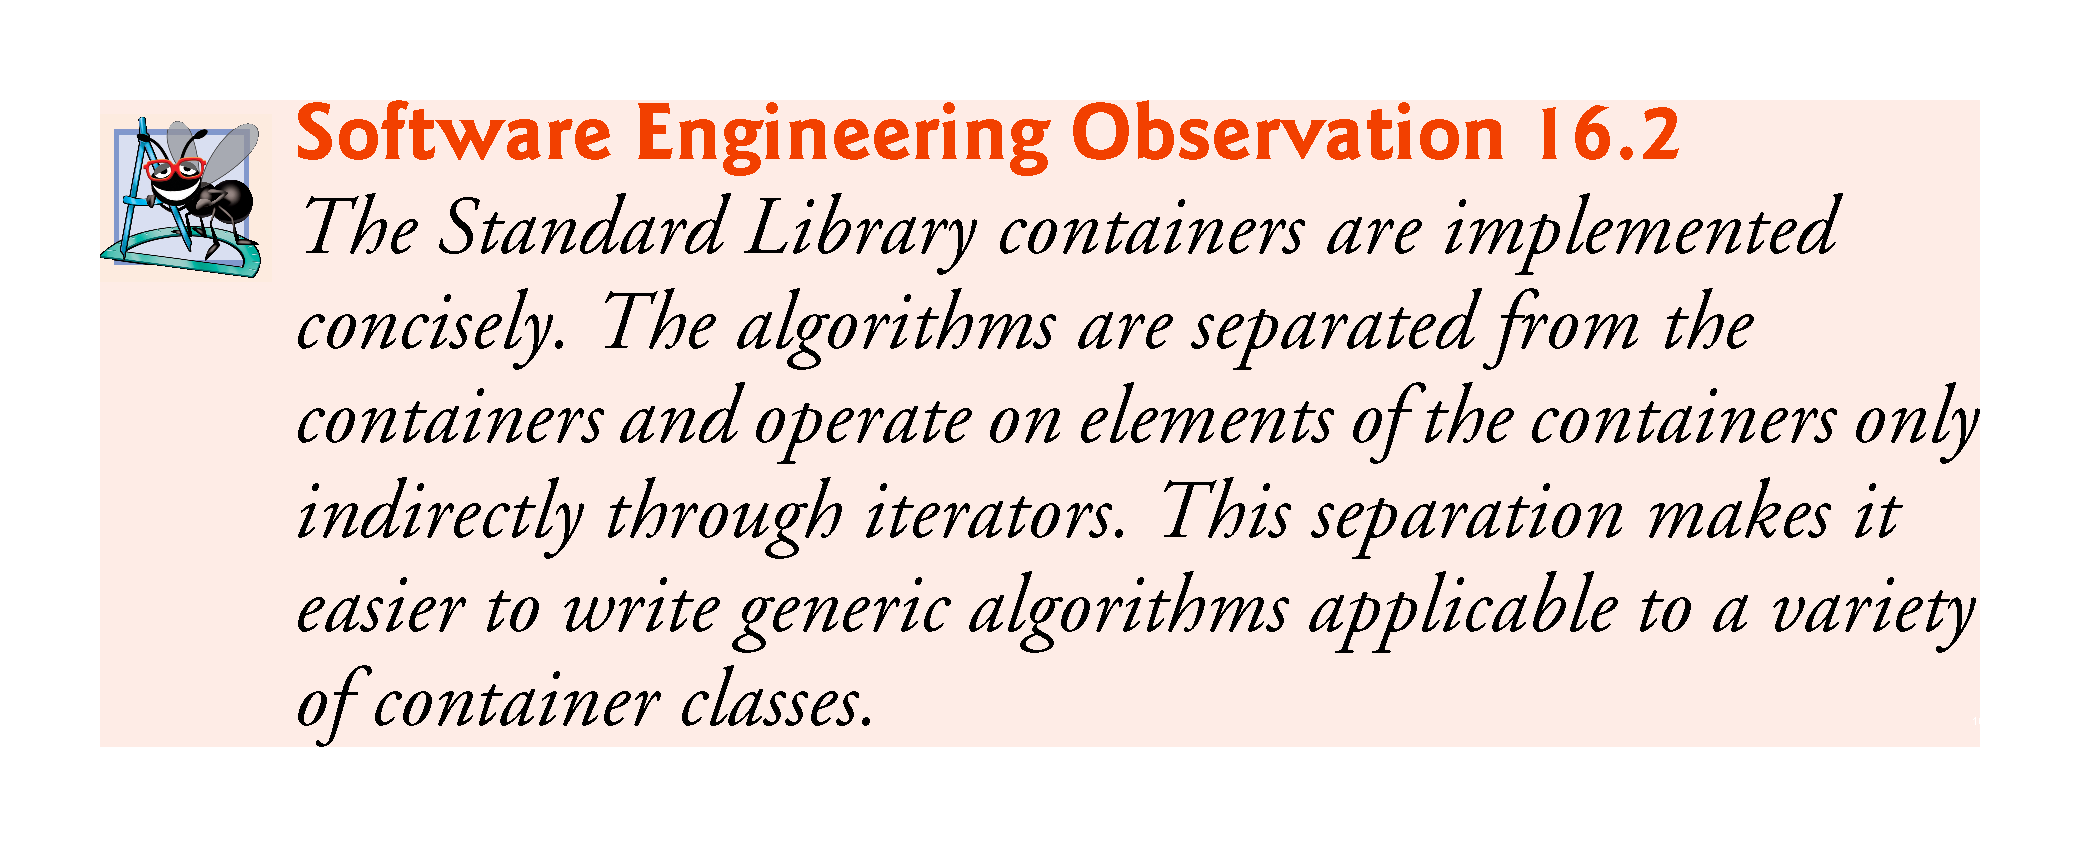 Software Engineering Observation 16.2
The Standard Library containers are implemented
concisely. The algorithms are separated from the
containers and operate on elements of the containers only
indirectly through iterators. This separation makes it
easier to write generic algorithms applicable to a variety
of container classes.